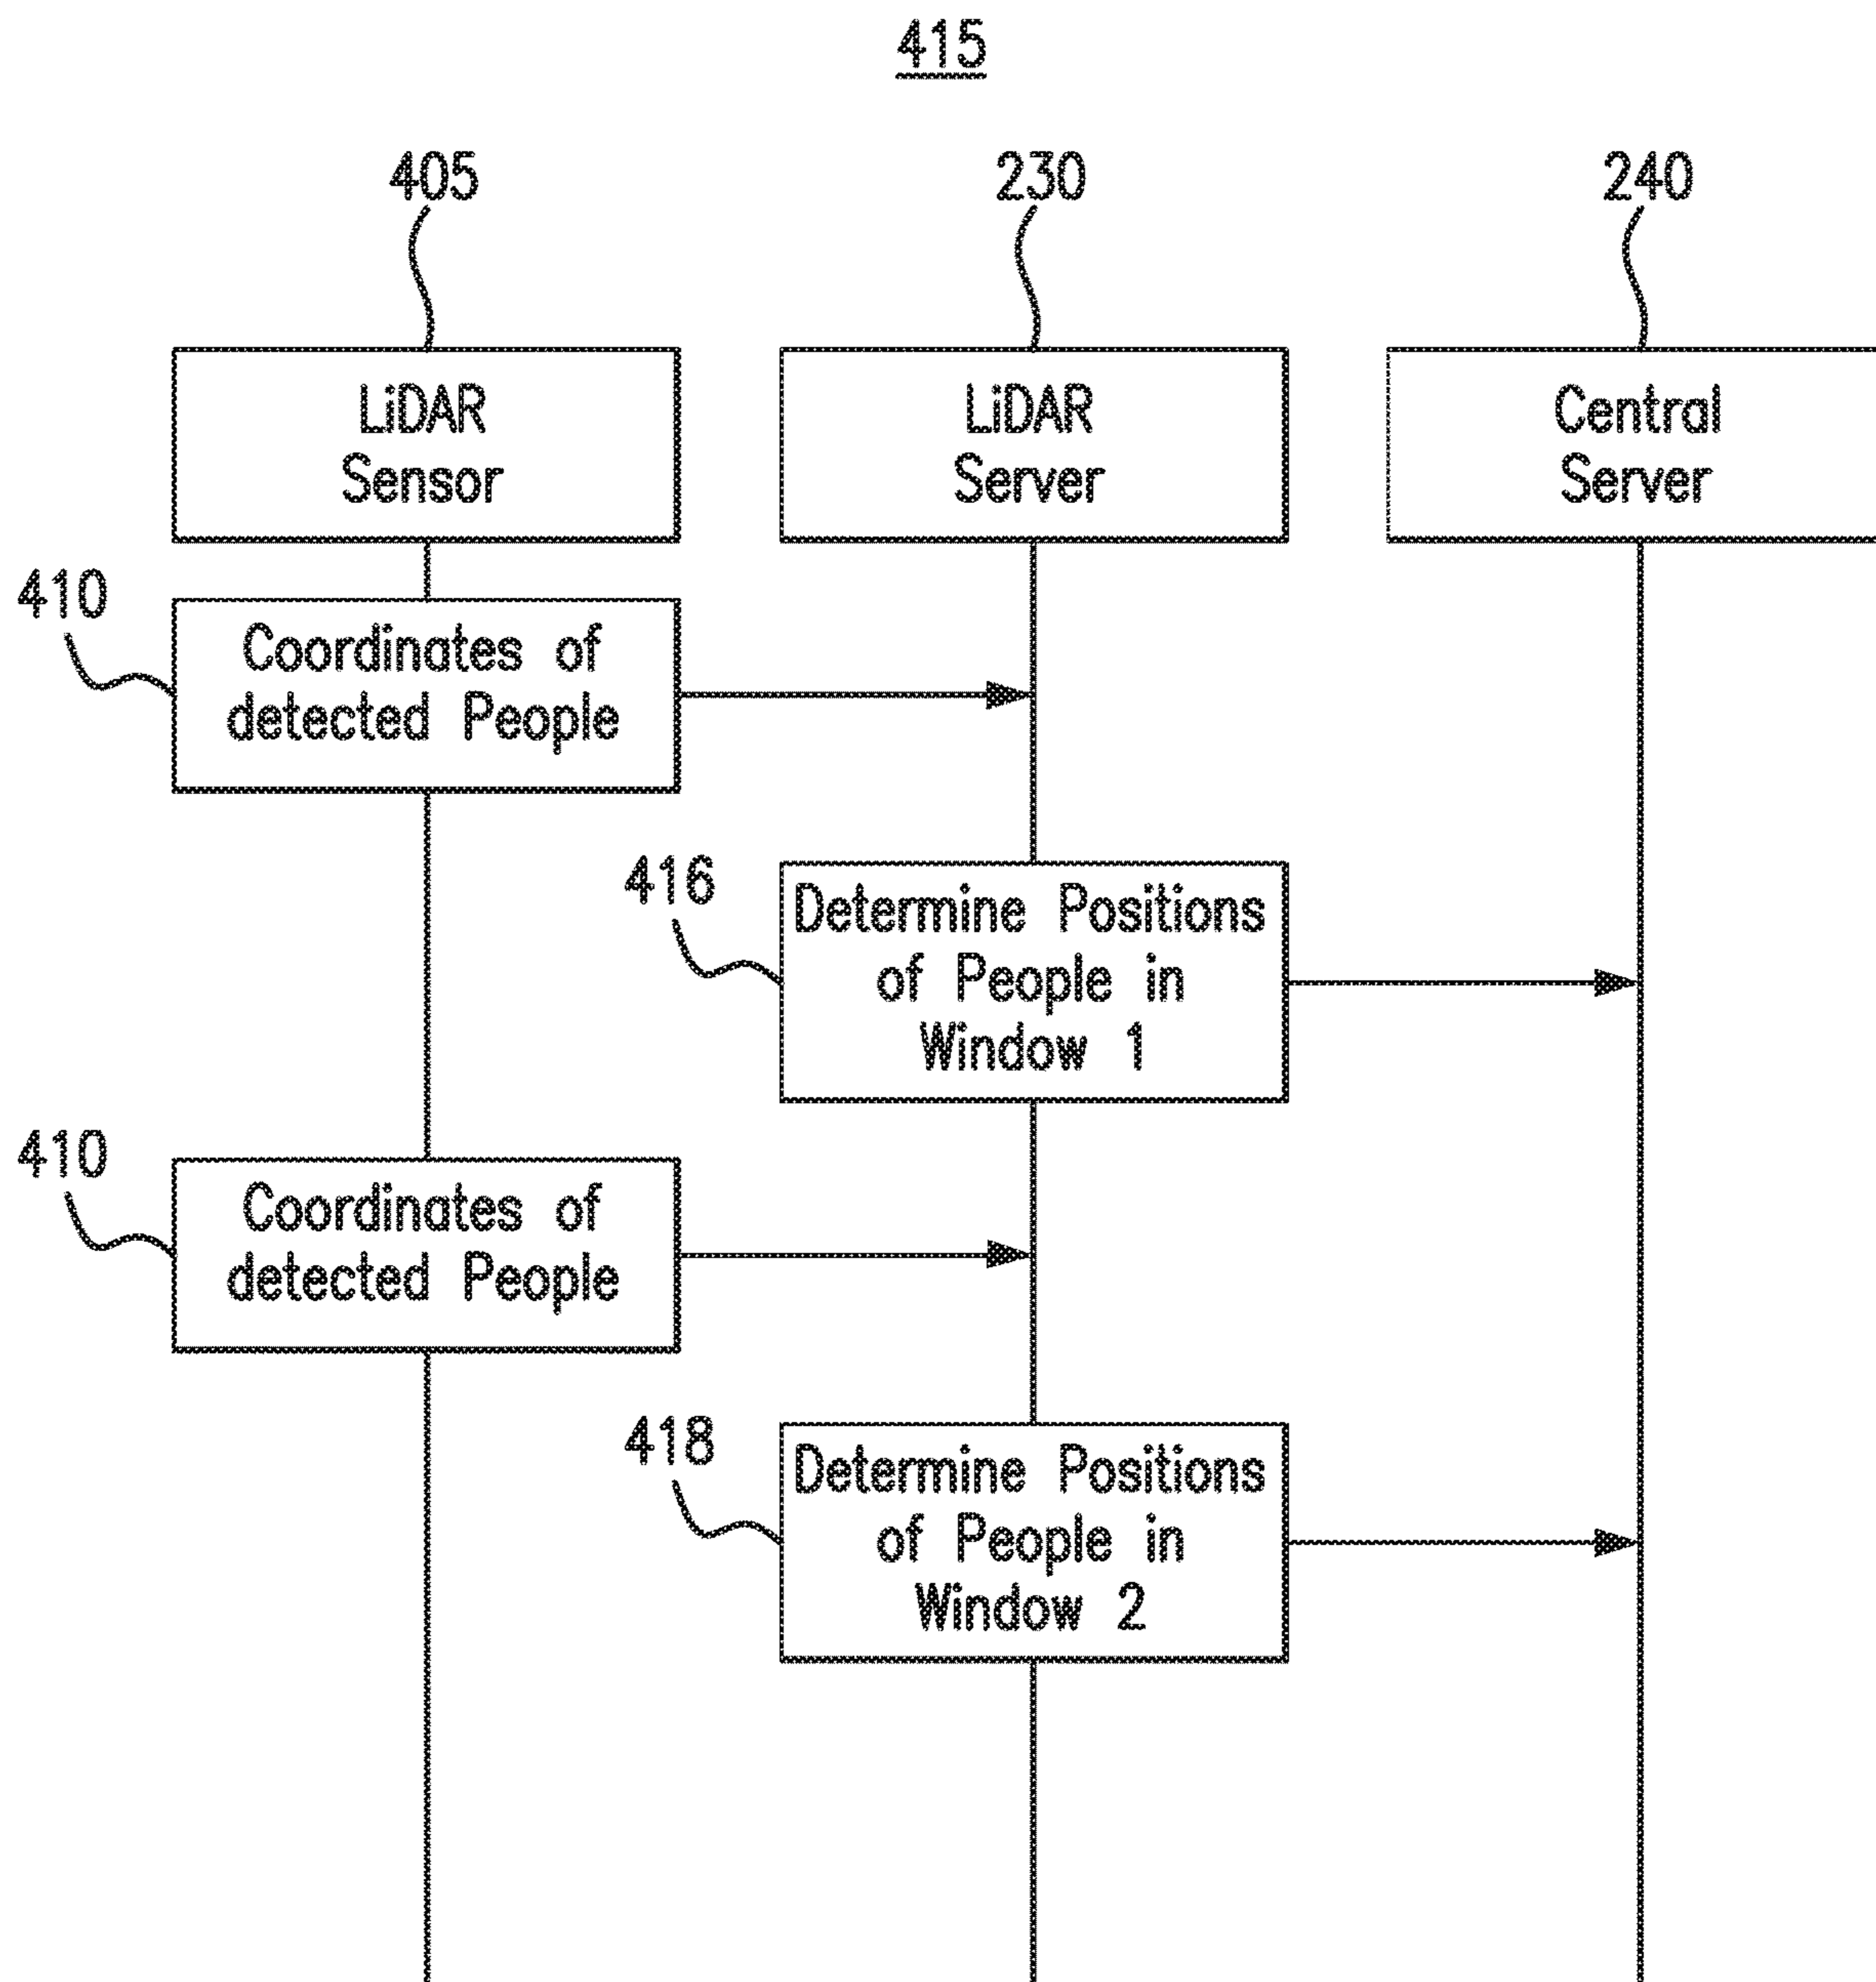 415
405
230
240
LiDAR
Sensor
LiDAR
Server
Central
Server
410
Coordinates of
detected People
416
Determine Positions
of People in
Window 1
410
Coordinates of
detected People
418
Determine Positions
of People in
Window 2